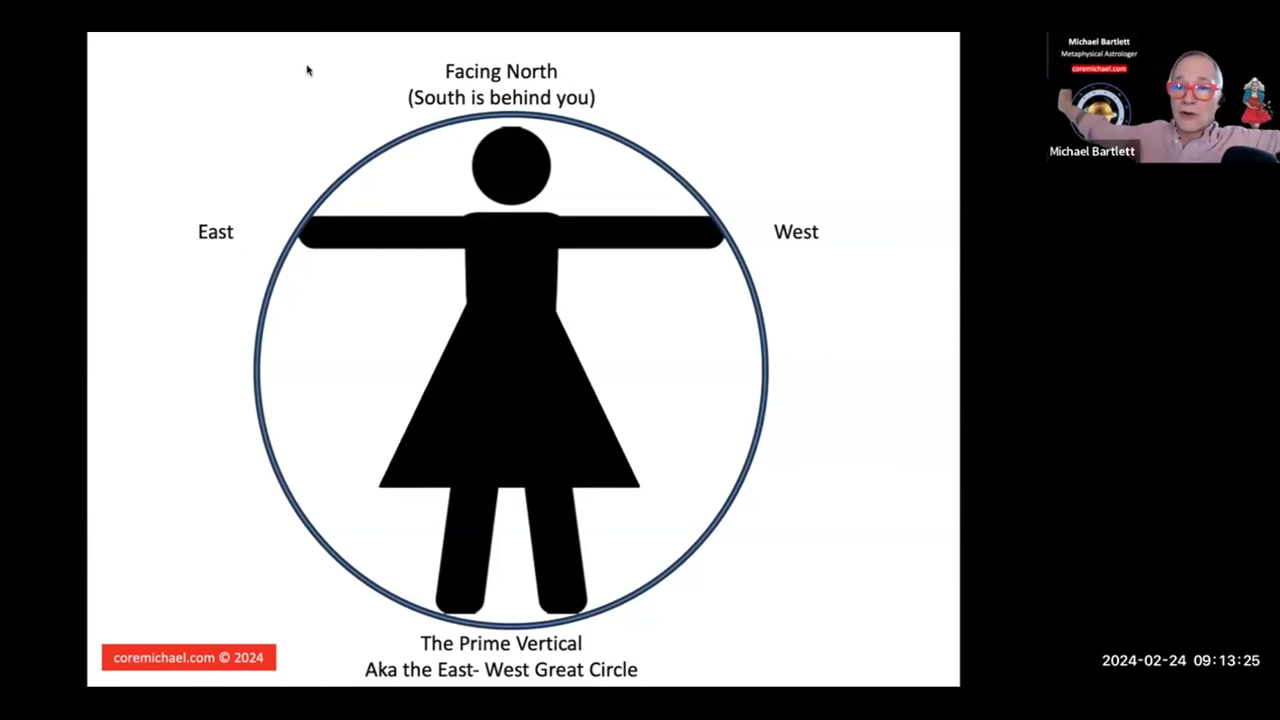 Facing North
(South is behind you)
East
West
The Prime Vertical
Aka the East- West Great Circle
coremichael.com © 2024
Michael Bartlett
Metaphysical Astrologer
coremichael.com
Michael Bartlett
2024-02-24 09:13:25